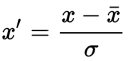 x′ = (x − x̄) / σ